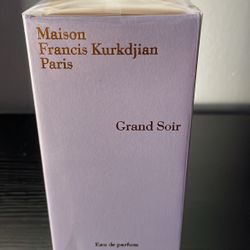 Maison
Francis Kurkdjian
Paris
Grand Soir
Eau de parfum